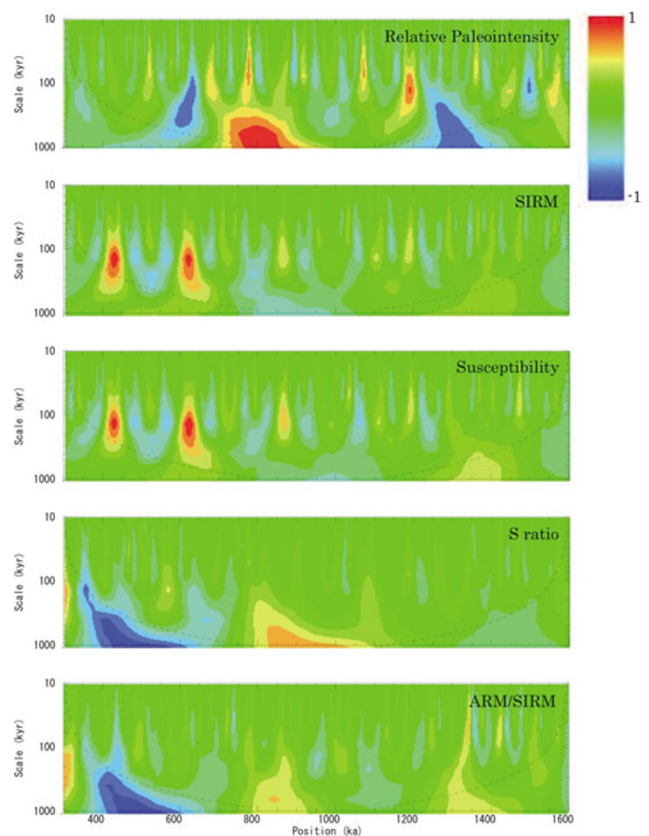 Relative Paleointensity
10
100
1000
Scale (kyr)
1
-1
SIRM
10
100
1000
Scale (kyr)
Susceptibility
10
100
1000
Scale (kyr)
S ratio
10
100
1000
Scale (kyr)
ARM/SIRM
10
100
1000
Scale (kyr)
400 600 800 1000 1200 1400 1600
Position (ka)